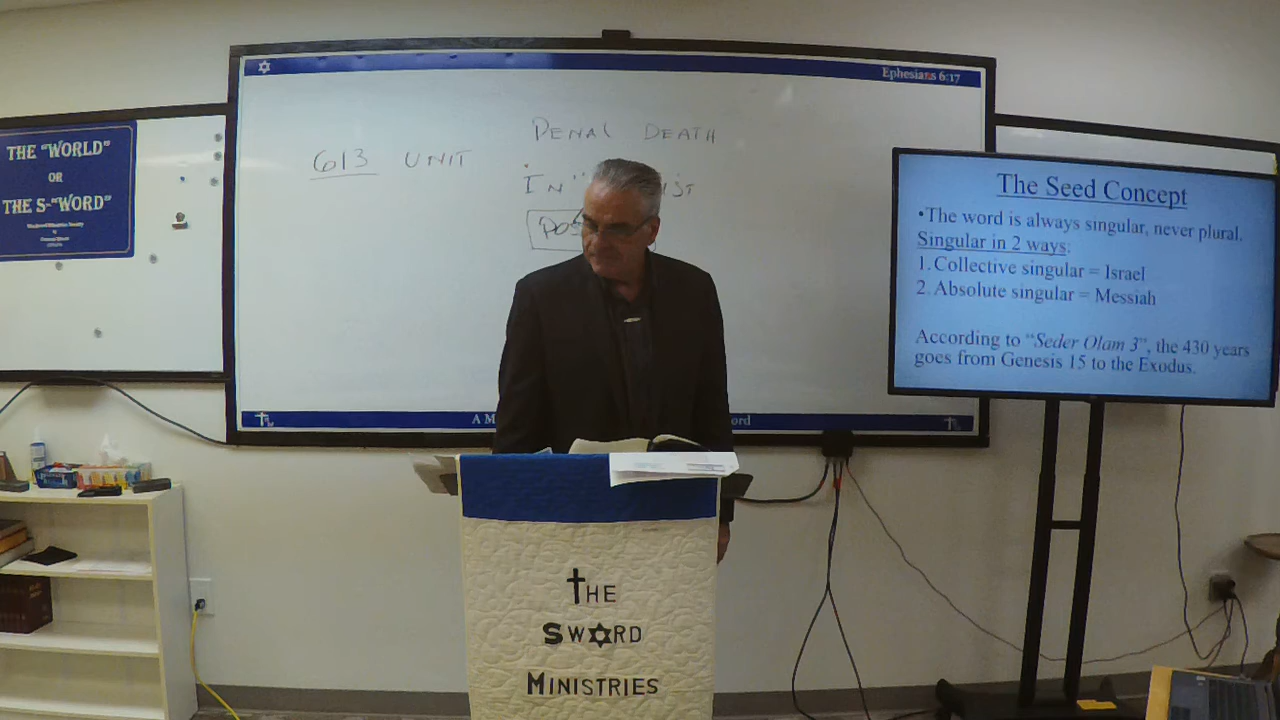 THE "WORLD"
OR
THE S-"WORD"
Ephesians 6:17
PENAL DEATH
613 UNIT
The Seed Concept
•The word is always singular, never plural.
Singular in 2 ways:
1. Collective singular = Israel
2. Absolute singular = Messiah
According to "Seder Olam 3", the 430 years
goes from Genesis 15 to the Exodus.
THE
SWORD
MINISTRIES